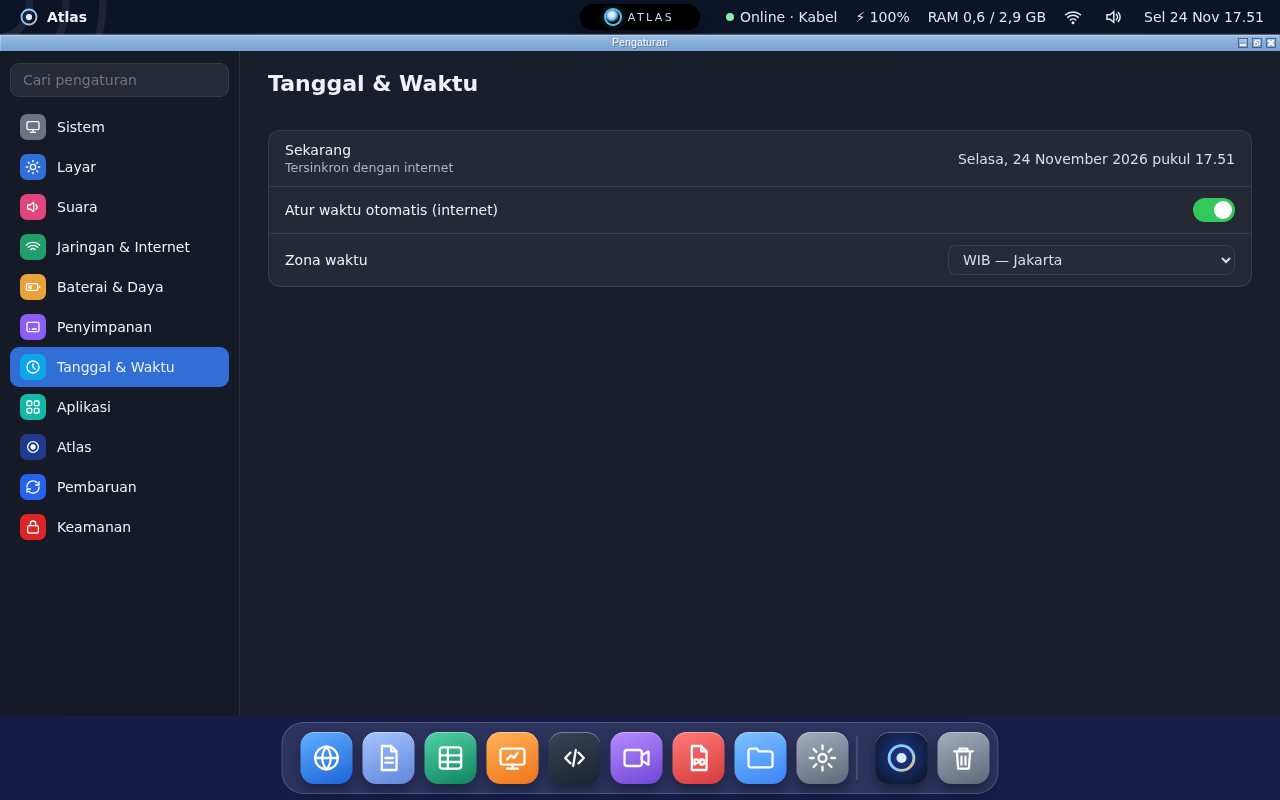 Atlas
ATLAS
Online · Kabel
100%
RAM 0,6 / 2,9 GB
Sel 24 Nov 17.51
Pengaturan
Cari pengaturan
Sistem
Layar
Suara
Jaringan & Internet
Baterai & Daya
Penyimpanan
Tanggal & Waktu
Aplikasi
Atlas
Pembaruan
Keamanan
Tanggal & Waktu
Sekarang
Tersinkron dengan internet
Selasa, 24 November 2026 pukul 17.51
Atur waktu otomatis (internet)
Zona waktu
WIB — Jakarta